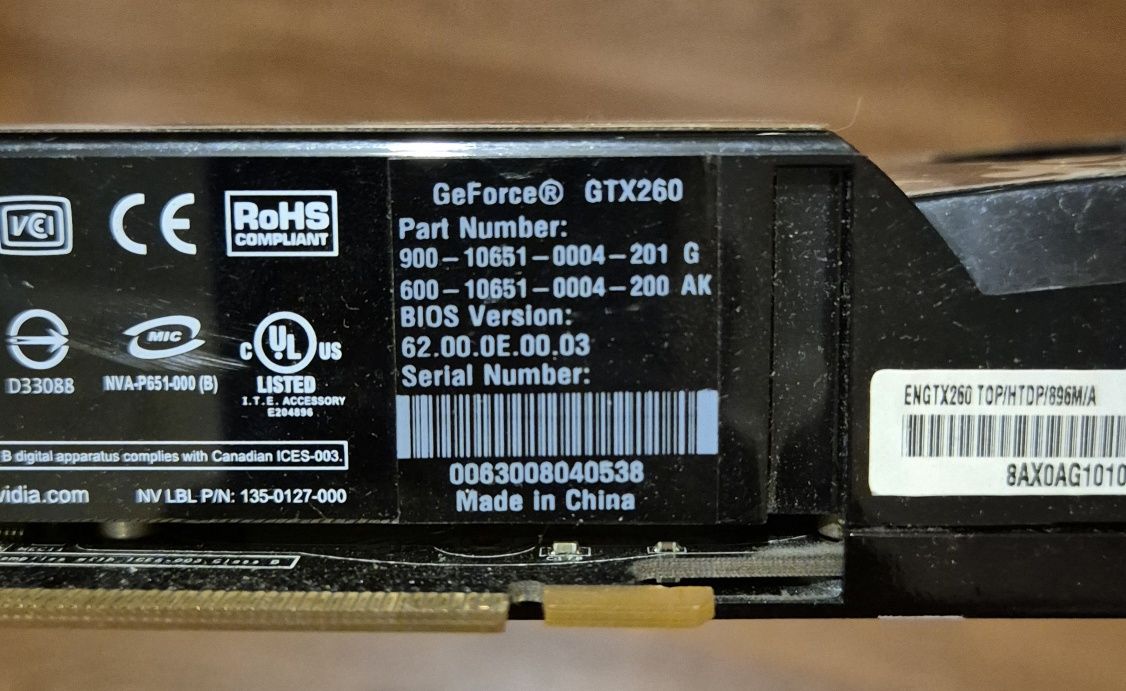 VCI
CE
RoHS
COMPLIANT
D33088
MIC
NVA-P651-000 (B)
C UL US
LISTED
I.T.E. ACCESSORY
E204896
B digital apparatus complies with Canadian ICES-003.
vidia.com
NV LBL P/N: 135-0127-000
GeForce® GTX260
Part Number:
900-10651-0004-201 G
600-10651-0004-200 AK
BIOS Version:
62.00.0E.00.03
Serial Number:
0063008040538
Made in China
ENGTX260 TOP/HTDP/896M/A
8AX0AG1010